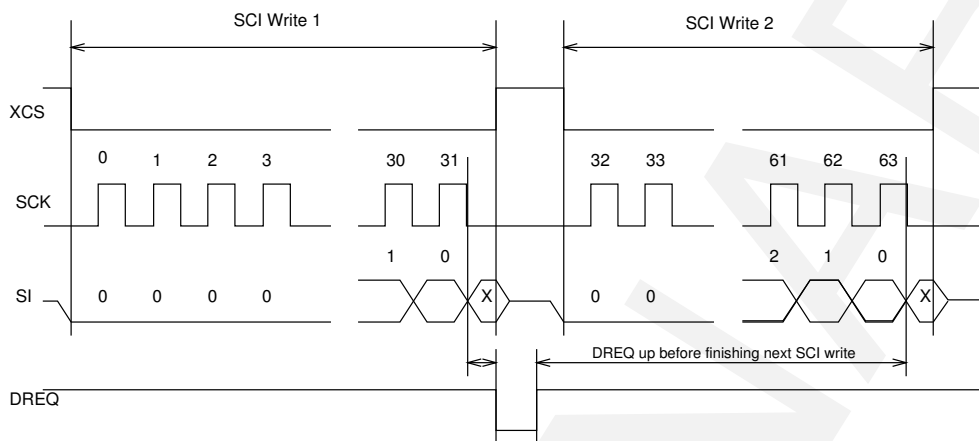 SCI Write 1
SCI Write 2
XCS
0 1 2 3 30 31 32 33 61 62 63
SCK
1 0 2 1 0
SI
0 0 0 0 X 0 0 X
DREQ up before finishing next SCI write
DREQ